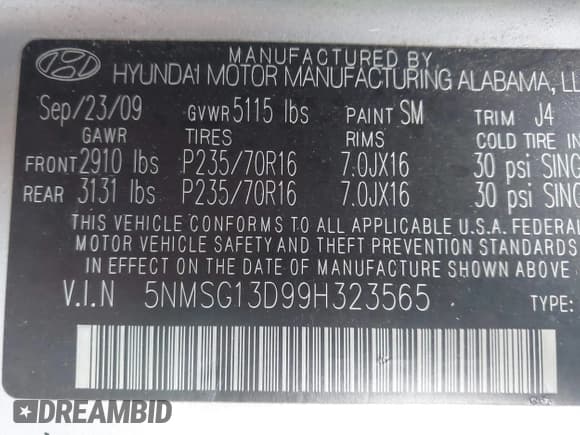 MANUFACTURED BY
HYUNDAI MOTOR MANUFACTURING ALABAMA, LL
Sep/23/09 GVWR 5115 lbs PAINT SM TRIM J4
GAWR TIRES RIMS COLD TIRE IN
FRONT 2910 lbs P235/70R16 7.0JX16 30 psi SING
REAR 3131 lbs P235/70R16 7.0JX16 30 psi SING
THIS VEHICLE CONFORMS TO ALL APPLICABLE U.S.A. FEDERAL
MOTOR VEHICLE SAFETY AND THEFT PREVENTION STANDARDS
IN EFFECT ON THE DATE OF MANUFACTURE SHOWN ABOVE
V.I.N 5NMSG13D99H323565 TYPE:
DREAMBID